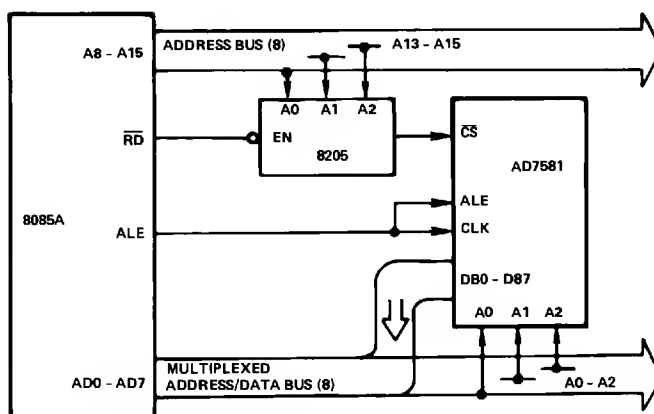 A8 - A15
ADDRESS BUS (8)
A13 - A15
A0 A1 A2
RD
EN
8205
CS
AD7581
8085A
ALE
ALE
CLK
DB0 - D87
A0 A1 A2
MULTIPLEXED
ADDRESS/DATA BUS (8)
AD0 - AD7
A0 - A2